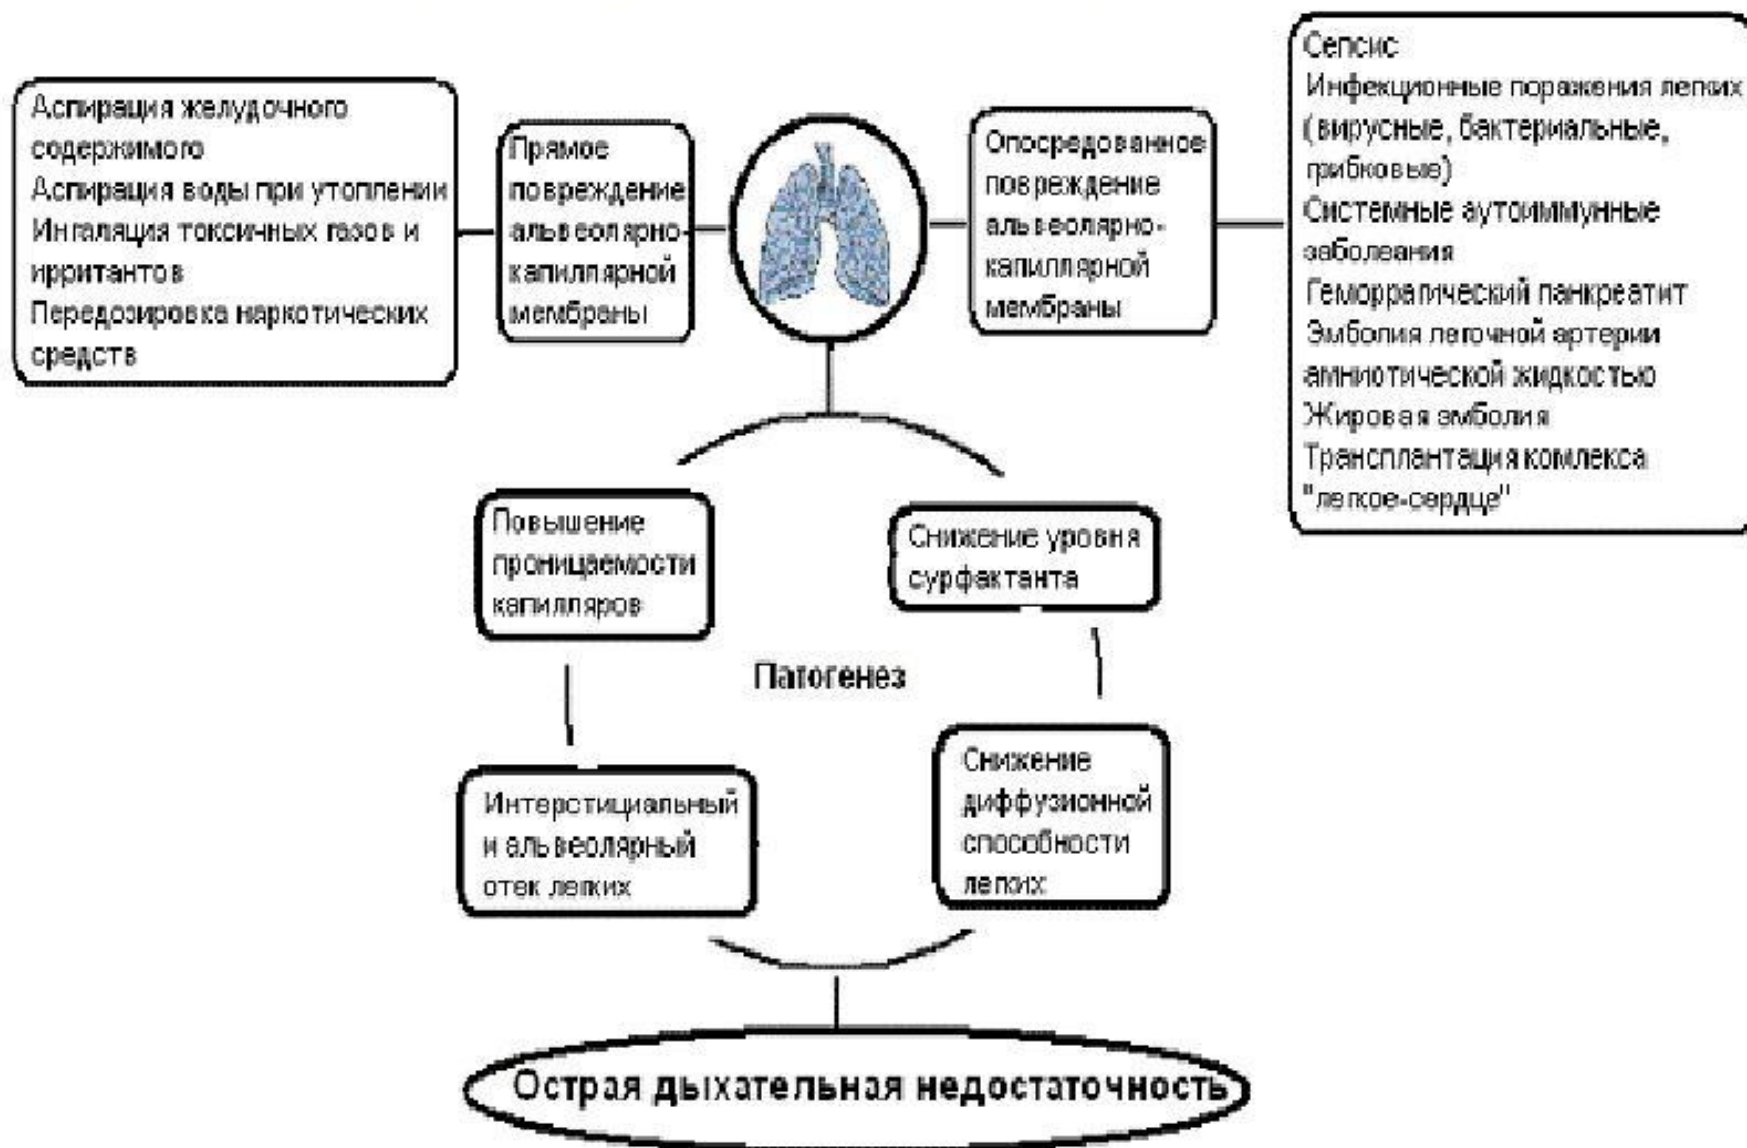 Аспирация желудочного
содержимого
Аспирация воды при утоплении
Ингаляция токсичных газов и
ирритантов
Передозировка наркотических
средств
Прямое
повреждение
альвеолярно-
капиллярной
мембраны
Опосредованное
повреждение
альвеолярно-
капиллярной
мембраны
Сепсис
Инфекционные поражения легких
(вирусные, бактериальные,
грибковые)
Системные аутоиммунные
заболевания
Геморрагический панкреатит
Эмболия легочной артерии
амниотической жидкостью
Жировая эмболия
Трансплантация комлекса
"легкое-сердце"
Повышение
проницаемости
капилляров
Снижение уровня
сурфактанта
Патогенез
Интерстициальный
и альвеолярный
отек легких
Снижение
диффузионной
способности
легких
Острая дыхательная недостаточность